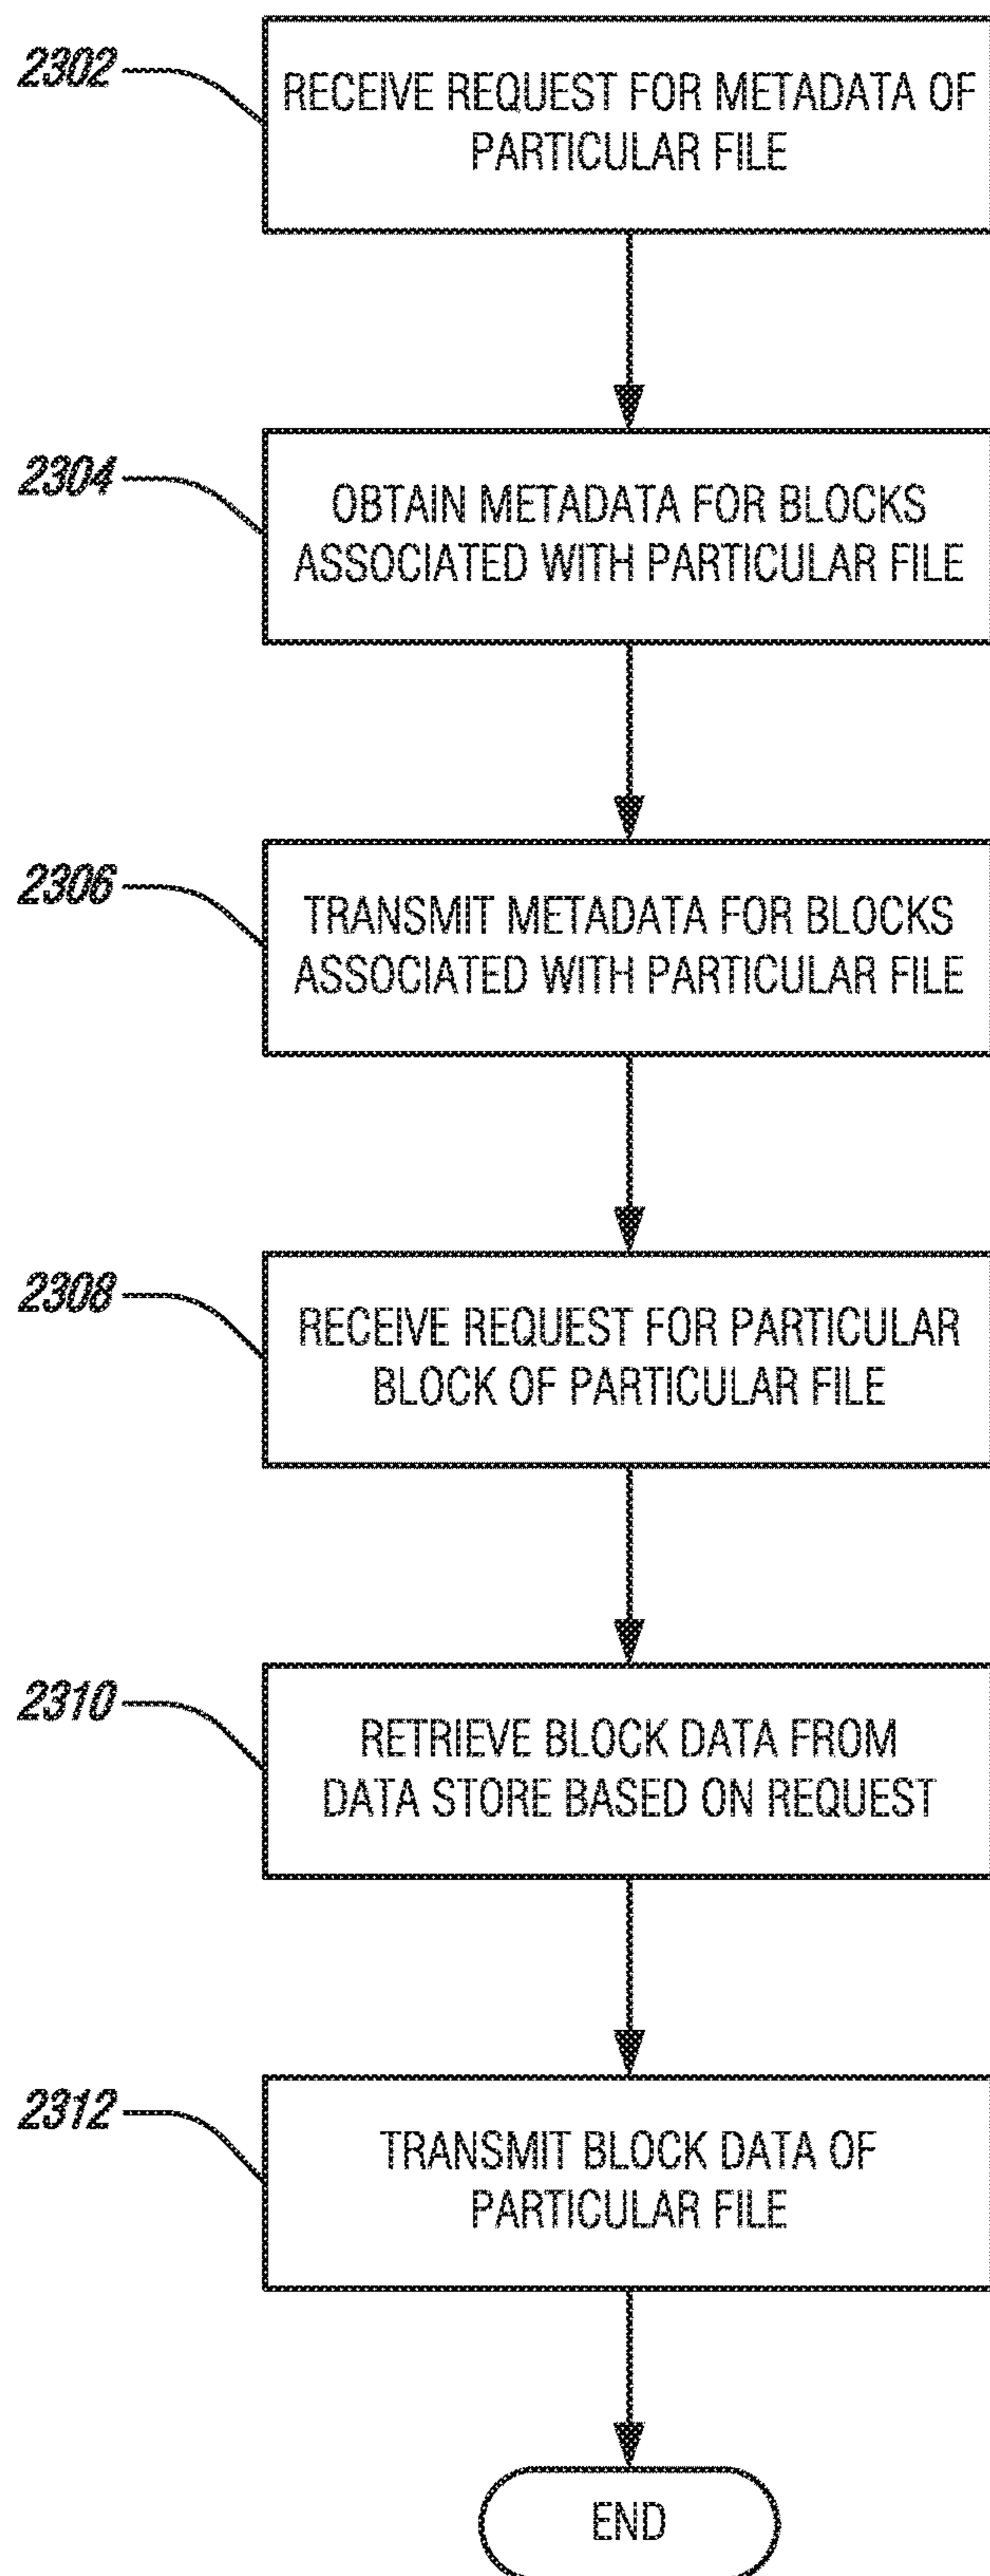 2302
RECEIVE REQUEST FOR METADATA OF
PARTICULAR FILE
2304
OBTAIN METADATA FOR BLOCKS
ASSOCIATED WITH PARTICULAR FILE
2306
TRANSMIT METADATA FOR BLOCKS
ASSOCIATED WITH PARTICULAR FILE
2308
RECEIVE REQUEST FOR PARTICULAR
BLOCK OF PARTICULAR FILE
2310
RETRIEVE BLOCK DATA FROM
DATA STORE BASED ON REQUEST
2312
TRANSMIT BLOCK DATA OF
PARTICULAR FILE
END